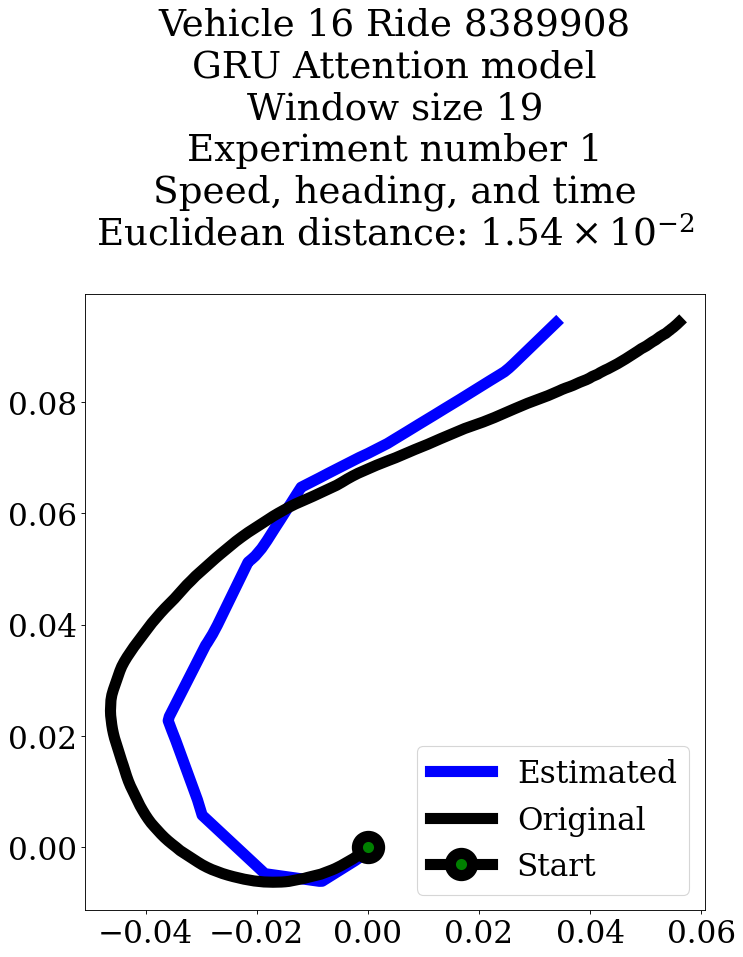 Vehicle 16 Ride 8389908
GRU Attention model
Window size 19
Experiment number 1
Speed, heading, and time
Euclidean distance: 1.54 × 10⁻²
0.08
0.06
0.04
0.02
0.00
Estimated
Original
Start
−0.04 −0.02 0.00 0.02 0.04 0.06